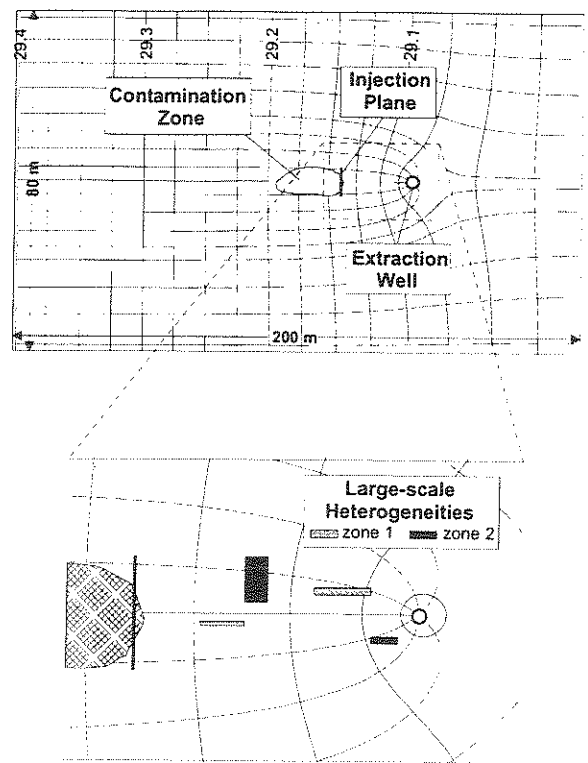 29.4
29.3
29.2
29.1
Contamination
Zone
Injection
Plane
80 m
Extraction
Well
200 m
Large-scale
Heterogeneities
zone 1
zone 2